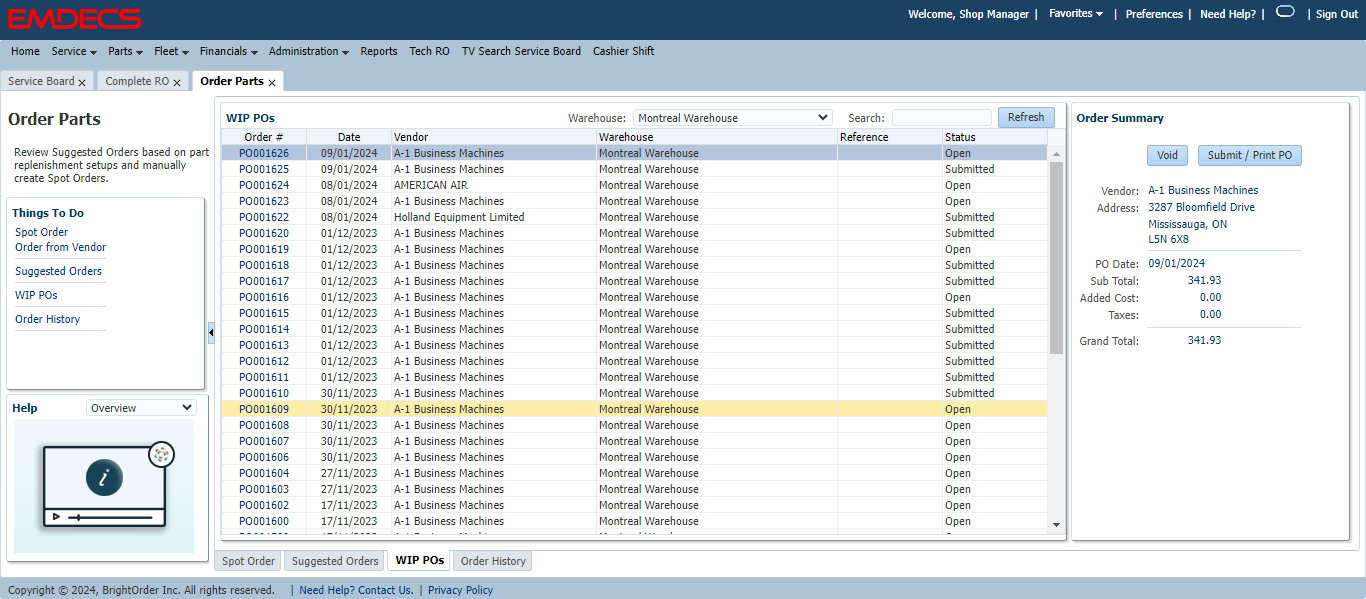 EMDECS
Welcome, Shop Manager | Favorites | Preferences | Need Help? | | Sign Out
Home Service Parts Fleet Financials Administration Reports Tech RO TV Search Service Board Cashier Shift
Service Board x Complete RO x Order Parts x
Order Parts
Review Suggested Orders based on part
replenishment setups and manually
create Spot Orders.
Things To Do
Spot Order
Order from Vendor
Suggested Orders
WIP POs
Order History
Help Overview
i
WIP POs Warehouse: Montreal Warehouse Search: Refresh
Order # Date Vendor Warehouse Reference Status
PO001626 09/01/2024 A-1 Business Machines Montreal Warehouse Open
PO001625 09/01/2024 A-1 Business Machines Montreal Warehouse Submitted
PO001624 08/01/2024 AMERICAN AIR Montreal Warehouse Open
PO001623 08/01/2024 A-1 Business Machines Montreal Warehouse Open
PO001622 08/01/2024 Holland Equipment Limited Montreal Warehouse Submitted
PO001620 01/12/2023 A-1 Business Machines Montreal Warehouse Submitted
PO001619 01/12/2023 A-1 Business Machines Montreal Warehouse Open
PO001618 01/12/2023 A-1 Business Machines Montreal Warehouse Submitted
PO001617 01/12/2023 A-1 Business Machines Montreal Warehouse Submitted
PO001616 01/12/2023 A-1 Business Machines Montreal Warehouse Open
PO001615 01/12/2023 A-1 Business Machines Montreal Warehouse Submitted
PO001614 01/12/2023 A-1 Business Machines Montreal Warehouse Submitted
PO001613 01/12/2023 A-1 Business Machines Montreal Warehouse Submitted
PO001612 01/12/2023 A-1 Business Machines Montreal Warehouse Submitted
PO001611 01/12/2023 A-1 Business Machines Montreal Warehouse Submitted
PO001610 30/11/2023 A-1 Business Machines Montreal Warehouse Submitted
PO001609 30/11/2023 A-1 Business Machines Montreal Warehouse Open
PO001608 30/11/2023 A-1 Business Machines Montreal Warehouse Open
PO001607 30/11/2023 A-1 Business Machines Montreal Warehouse Open
PO001606 30/11/2023 A-1 Business Machines Montreal Warehouse Open
PO001604 27/11/2023 A-1 Business Machines Montreal Warehouse Open
PO001603 27/11/2023 A-1 Business Machines Montreal Warehouse Open
PO001602 17/11/2023 A-1 Business Machines Montreal Warehouse Open
PO001600 17/11/2023 A-1 Business Machines Montreal Warehouse Open
Order Summary
Void Submit / Print PO
Vendor: A-1 Business Machines
Address: 3287 Bloomfield Drive
Mississauga, ON
L5N 6X8
PO Date: 09/01/2024
Sub Total: 341.93
Added Cost: 0.00
Taxes: 0.00
Grand Total: 341.93
Spot Order Suggested Orders WIP POs Order History
Copyright © 2024, BrightOrder Inc. All rights reserved. | Need Help? Contact Us. | Privacy Policy